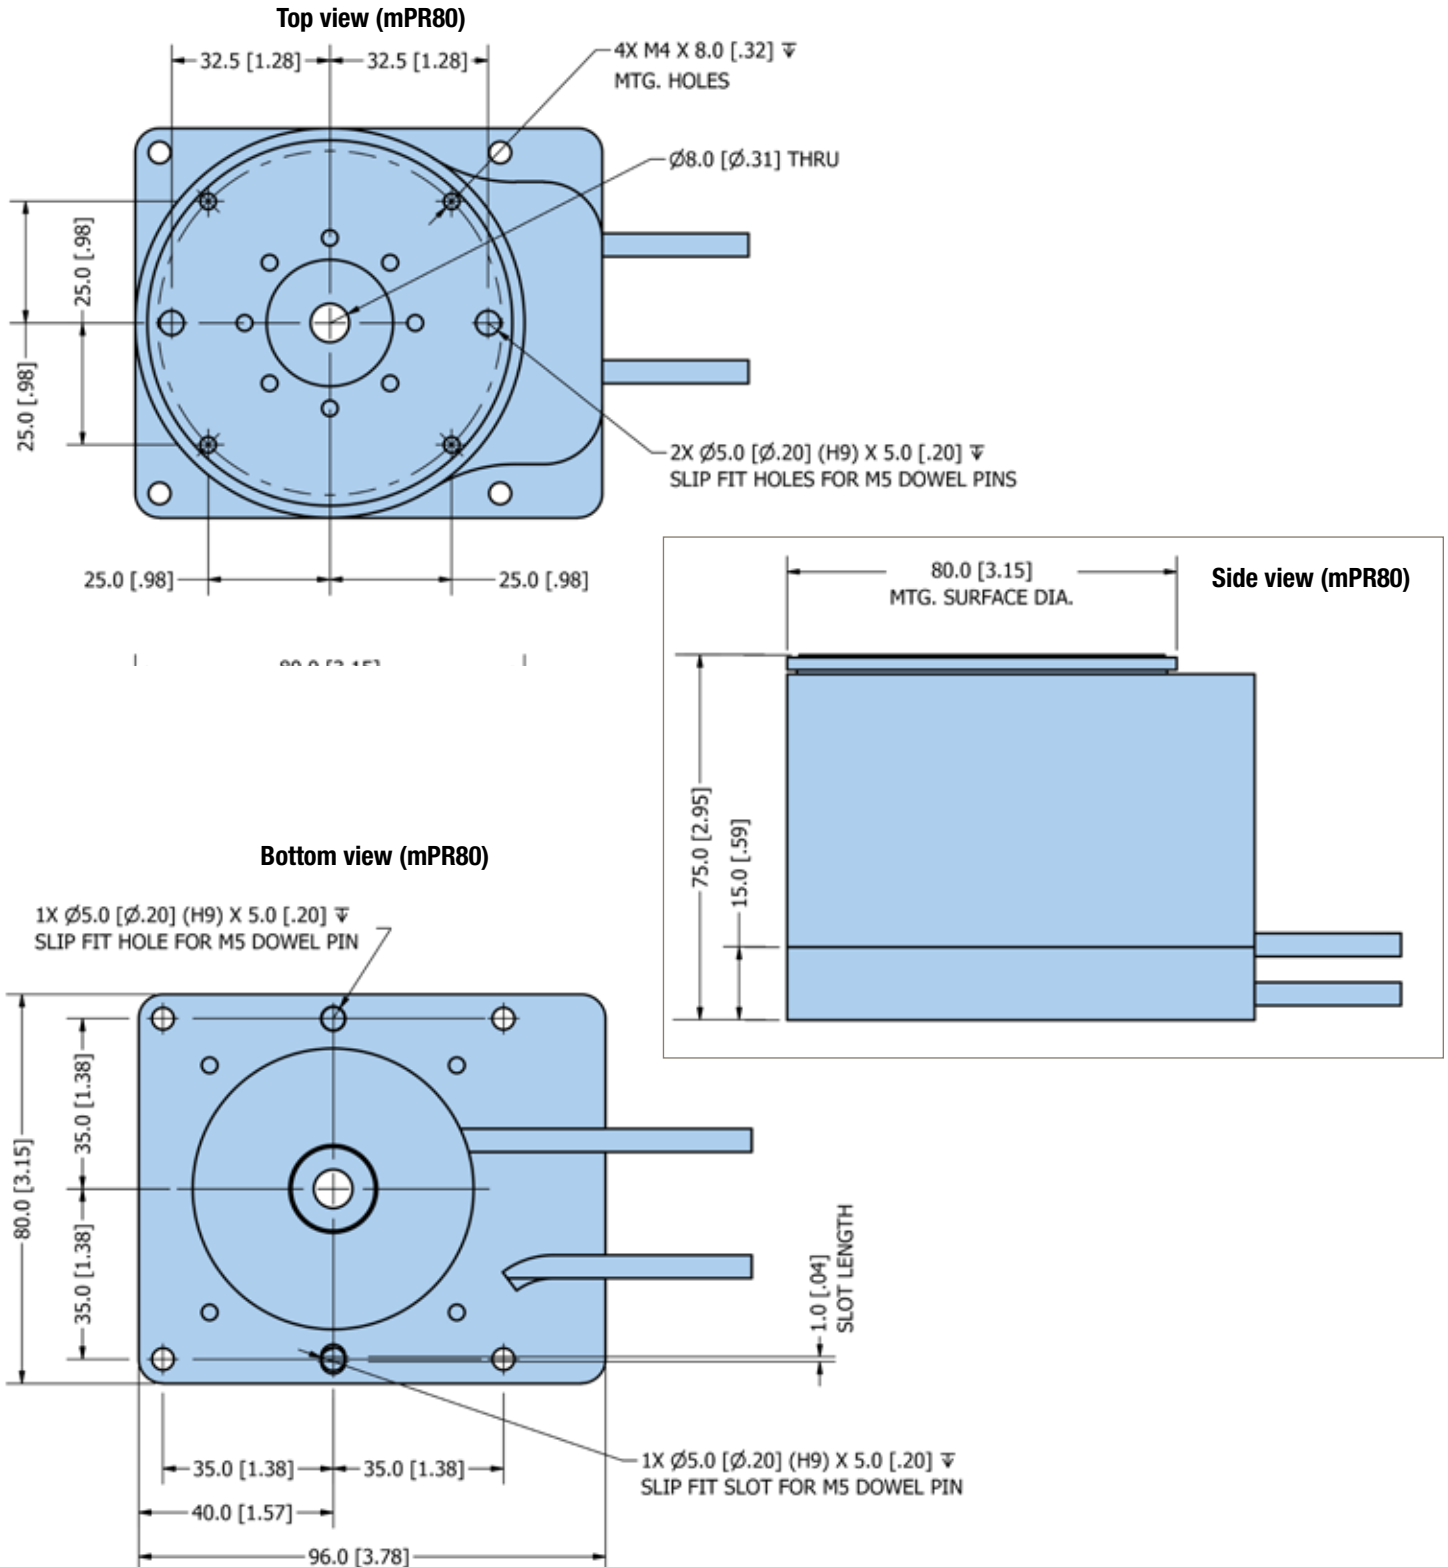 Top view (mPR80)
32.5 [1.28]
32.5 [1.28]
4X M4 X 8.0 [.32] ↧
MTG. HOLES
Ø8.0 [Ø.31] THRU
25.0 [.98]
25.0 [.98]
2X Ø5.0 [Ø.20] (H9) X 5.0 [.20] ↧
SLIP FIT HOLES FOR M5 DOWEL PINS
25.0 [.98]
25.0 [.98]
80.0 [3.15]
80.0 [3.15]
MTG. SURFACE DIA.
Side view (mPR80)
75.0 [2.95]
15.0 [.59]
Bottom view (mPR80)
1X Ø5.0 [Ø.20] (H9) X 5.0 [.20] ↧
SLIP FIT HOLE FOR M5 DOWEL PIN
35.0 [1.38]
80.0 [3.15]
35.0 [1.38]
1.0 [.04]
SLOT LENGTH
35.0 [1.38]
35.0 [1.38]
1X Ø5.0 [Ø.20] (H9) X 5.0 [.20] ↧
SLIP FIT SLOT FOR M5 DOWEL PIN
40.0 [1.57]
96.0 [3.78]